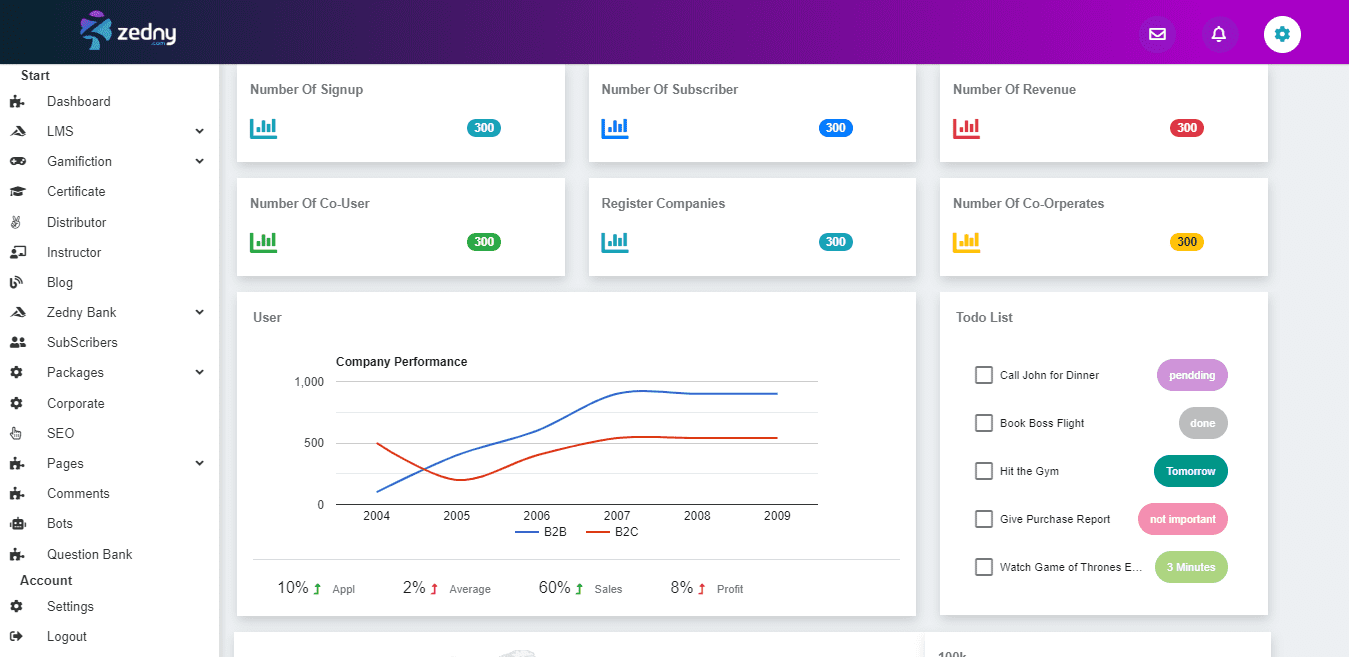 zedny
.com
Start
Dashboard
LMS
Gamifiction
Certificate
Distributor
Instructor
Blog
Zedny Bank
SubScribers
Packages
Corporate
SEO
Pages
Comments
Bots
Question Bank
Account
Settings
Logout
Number Of Signup
300
Number Of Subscriber
300
Number Of Revenue
300
Number Of Co-User
300
Register Companies
300
Number Of Co-Orperates
300
User
Company Performance
1,000
500
0
2004 2005 2006 2007 2008 2009
B2B B2C
10% Appl 2% Average 60% Sales 8% Profit
Todo List
Call John for Dinner pendding
Book Boss Flight done
Hit the Gym Tomorrow
Give Purchase Report not important
Watch Game of Thrones E... 3 Minutes
100k